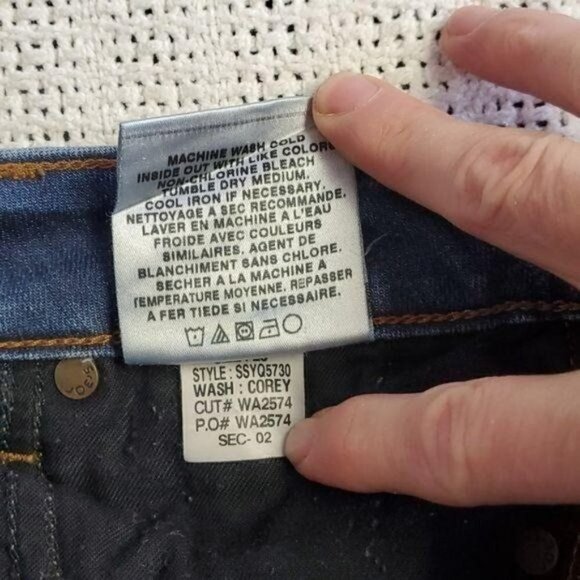 MACHINE WASH COLD
INSIDE OUT WITH LIKE COLORS
NON-CHLORINE BLEACH
TUMBLE DRY MEDIUM.
COOL IRON IF NECESSARY.
NETTOYAGE A SEC RECOMMANDE.
LAVER EN MACHINE A L'EAU
FROIDE AVEC COULEURS
SIMILAIRES. AGENT DE
BLANCHIMENT SANS CHLORE.
SECHER A LA MACHINE A
TEMPERATURE MOYENNE. REPASSER
A FER TIEDE SI NECESSAIRE.
STYLE : SSYQ5730
WASH : COREY
CUT# WA2574
P.O# WA2574
SEC- 02